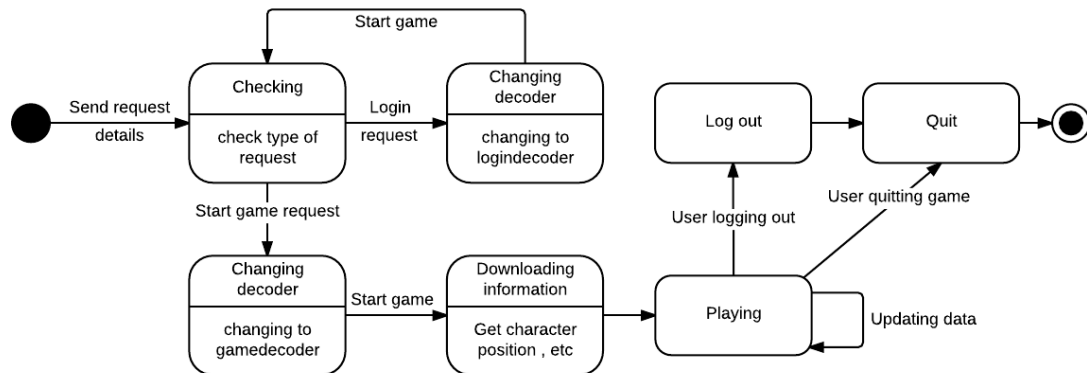 Start game
Send request
details
Checking
check type of
request
Login
request
Changing
decoder
changing to
logindecoder
Log out
Quit
Start game request
User logging out
User quitting game
Changing
decoder
changing to
gamedecoder
Start game
Downloading
information
Get character
position , etc
Playing
Updating data